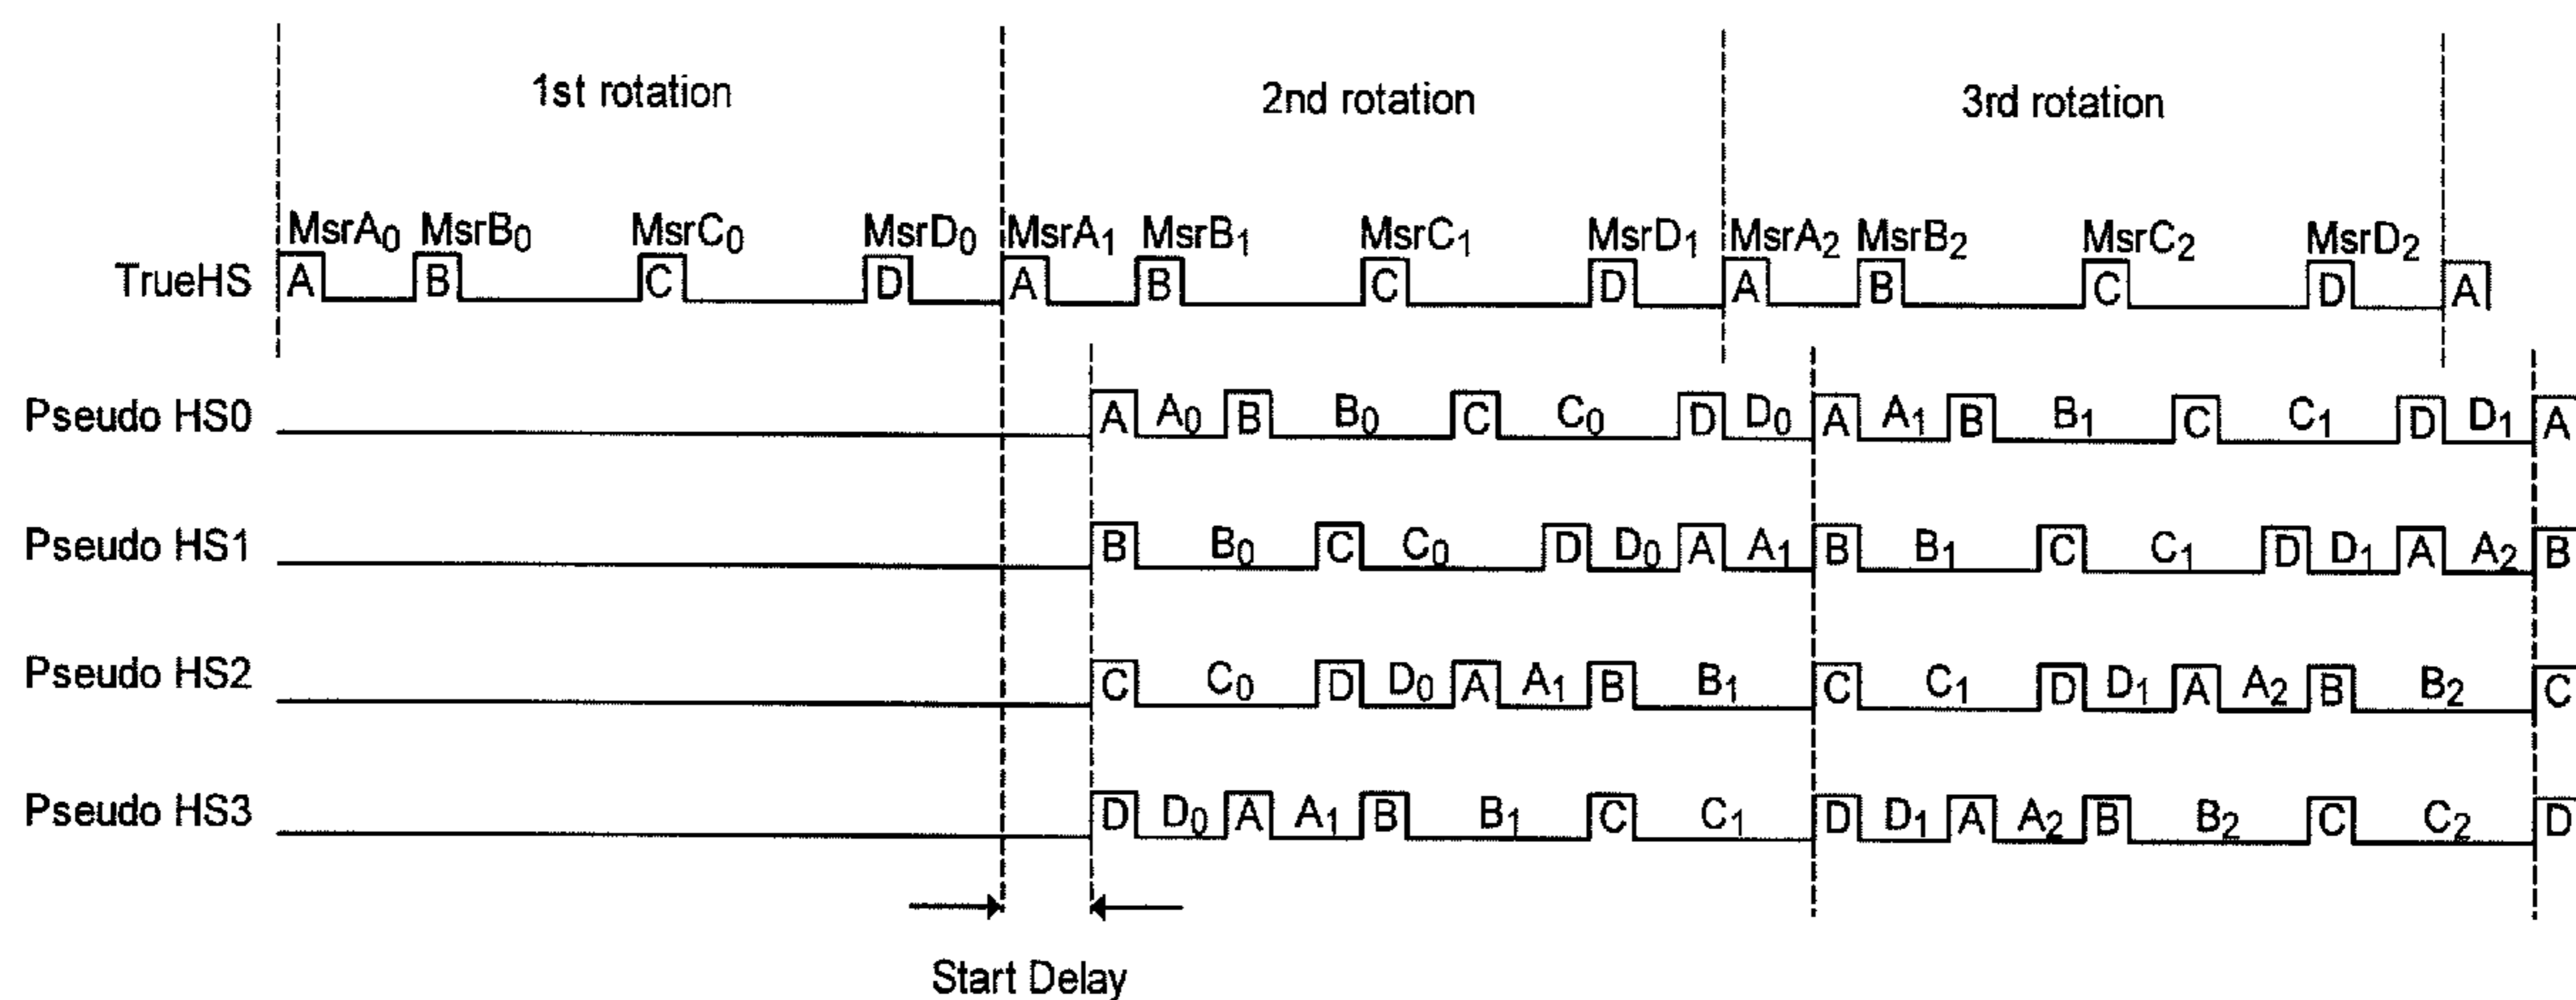 1st rotation 2nd rotation 3rd rotation
MsrA₀ MsrB₀ MsrC₀ MsrD₀ MsrA₁ MsrB₁ MsrC₁ MsrD₁ MsrA₂ MsrB₂ MsrC₂ MsrD₂
TrueHS A B C D A B C D A B C D A
Pseudo HS0 A A₀ B B₀ C C₀ D D₀ A A₁ B B₁ C C₁ D D₁ A
Pseudo HS1 B B₀ C C₀ D D₀ A A₁ B B₁ C C₁ D D₁ A A₂ B
Pseudo HS2 C C₀ D D₀ A A₁ B B₁ C C₁ D D₁ A A₂ B B₂ C
Pseudo HS3 D D₀ A A₁ B B₁ C C₁ D D₁ A A₂ B B₂ C C₂ D
Start Delay